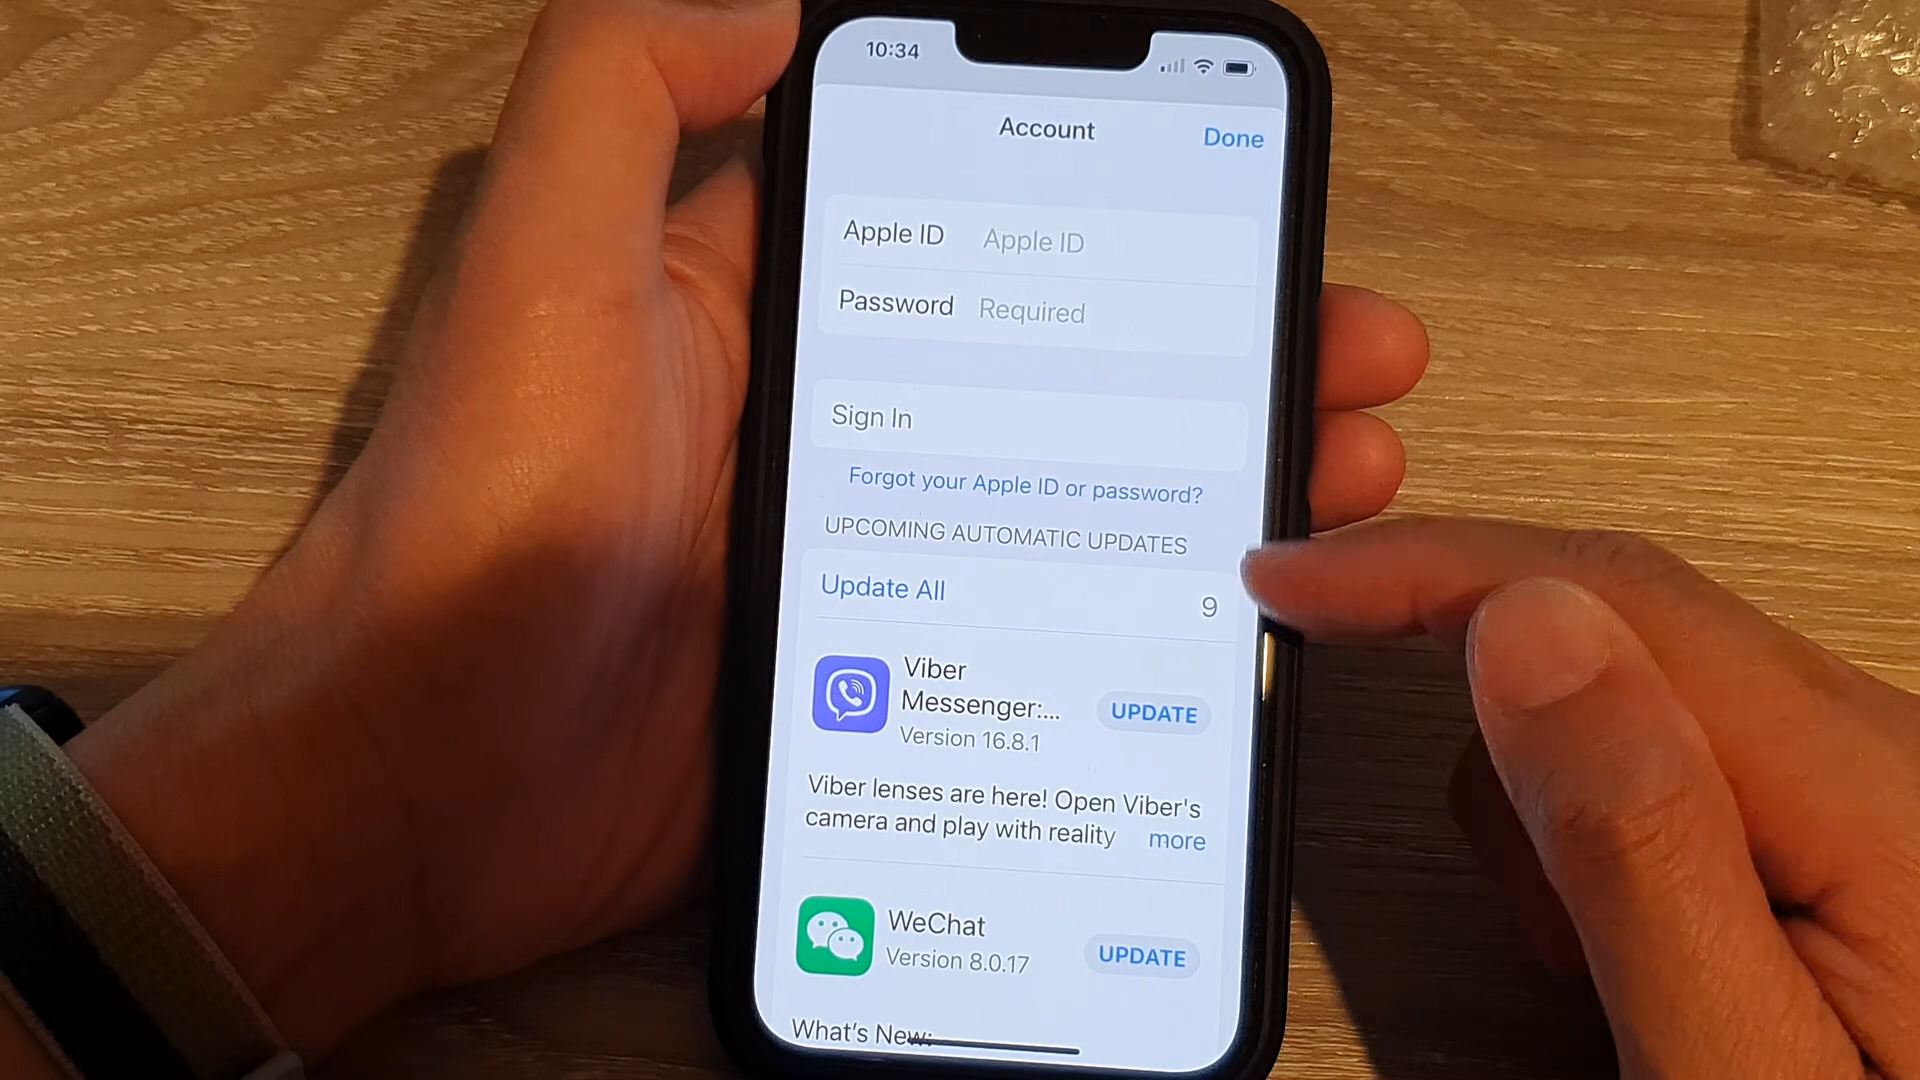 10:34
Account
Done
Apple ID Apple ID
Password Required
Sign In
Forgot your Apple ID or password?
UPCOMING AUTOMATIC UPDATES
Update All
9
Viber
Messenger:...
UPDATE
Version 16.8.1
Viber lenses are here! Open Viber's
camera and play with reality more
WeChat
Version 8.0.17
UPDATE
What's New: